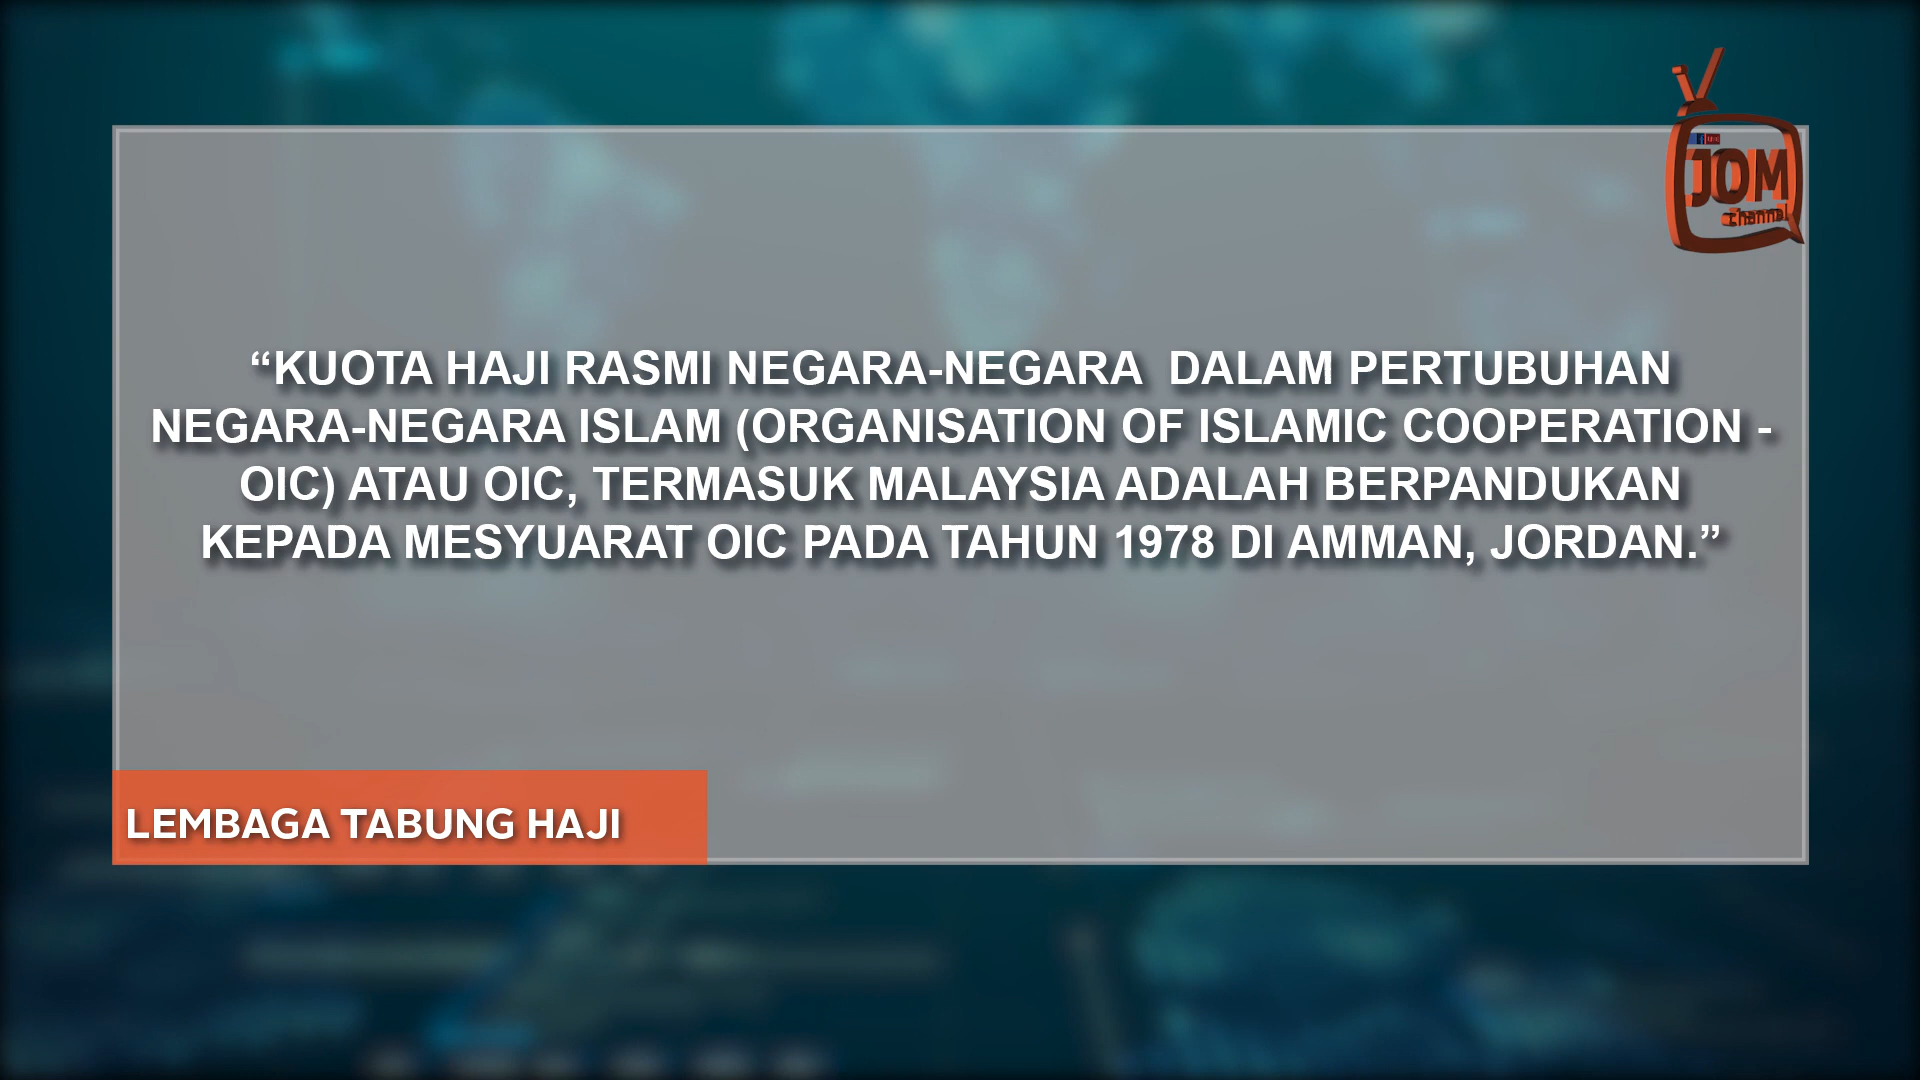 JOM
Channel
“KUOTA HAJI RASMI NEGARA-NEGARA  DALAM PERTUBUHAN
NEGARA-NEGARA ISLAM (ORGANISATION OF ISLAMIC COOPERATION -
OIC) ATAU OIC, TERMASUK MALAYSIA ADALAH BERPANDUKAN
KEPADA MESYUARAT OIC PADA TAHUN 1978 DI AMMAN, JORDAN.”
LEMBAGA TABUNG HAJI